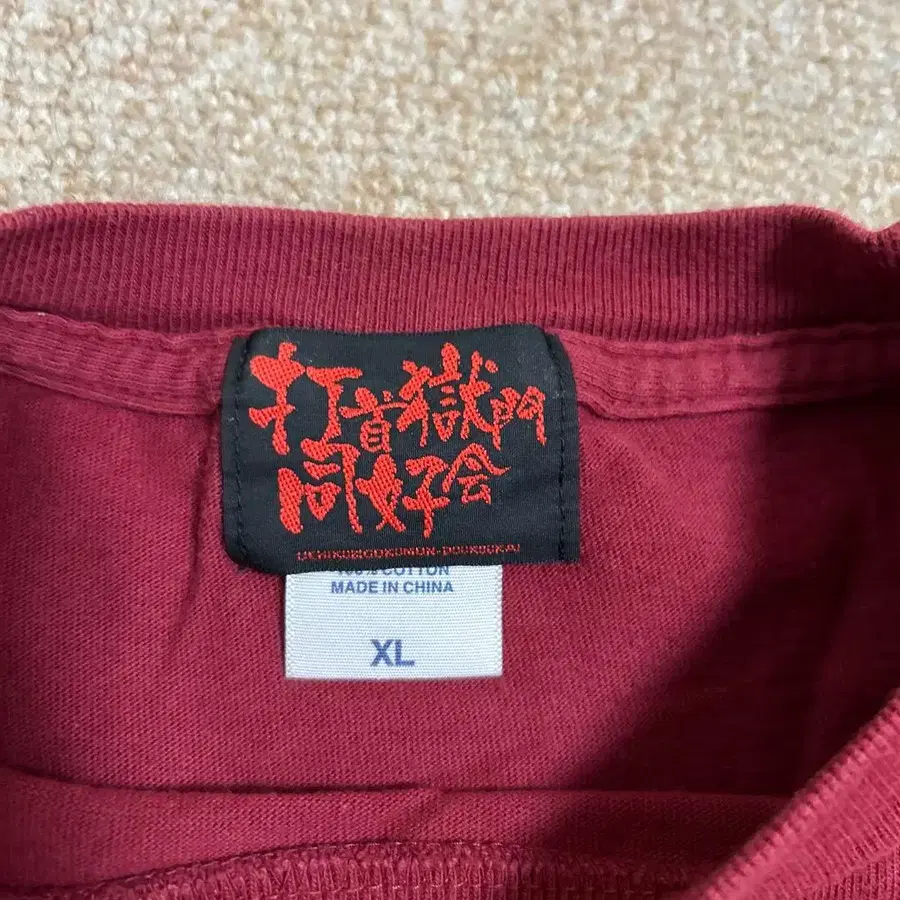 打首獄門
同好会
UCHIKUBIGOKUMON-DOUKOUKAI
100% COTTON
MADE IN CHINA
XL